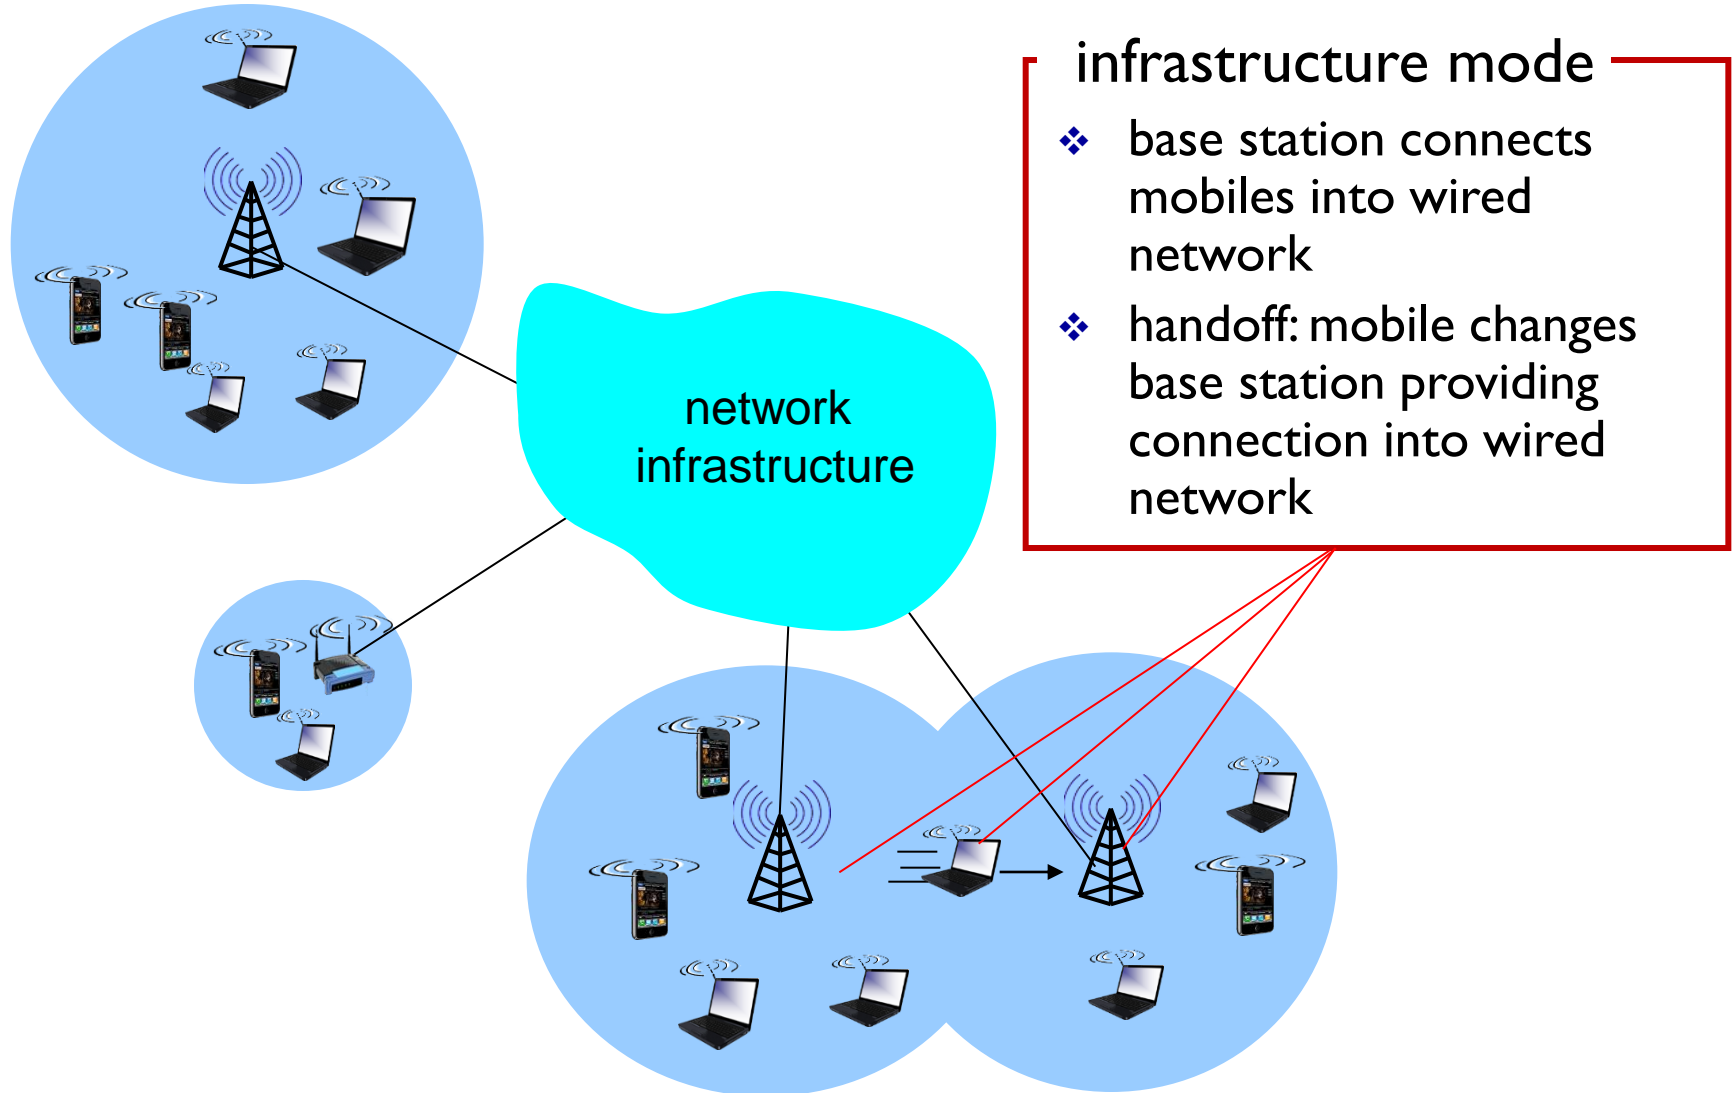 infrastructure mode
❖ base station connects
mobiles into wired
network
❖ handoff: mobile changes
base station providing
connection into wired
network
network
infrastructure